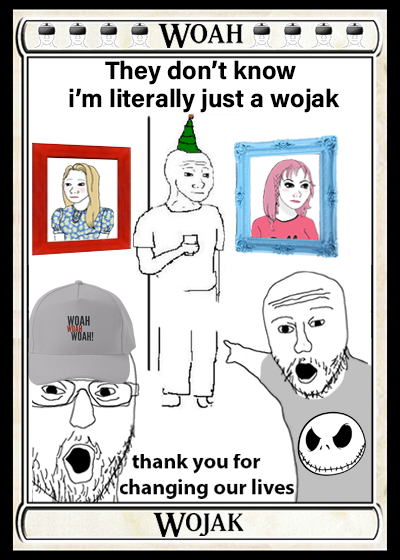 WOAH
They don't know
i'm literally just a wojak
WOAH
WOAH
WOAH!
thank you for
changing our lives
WOJAK